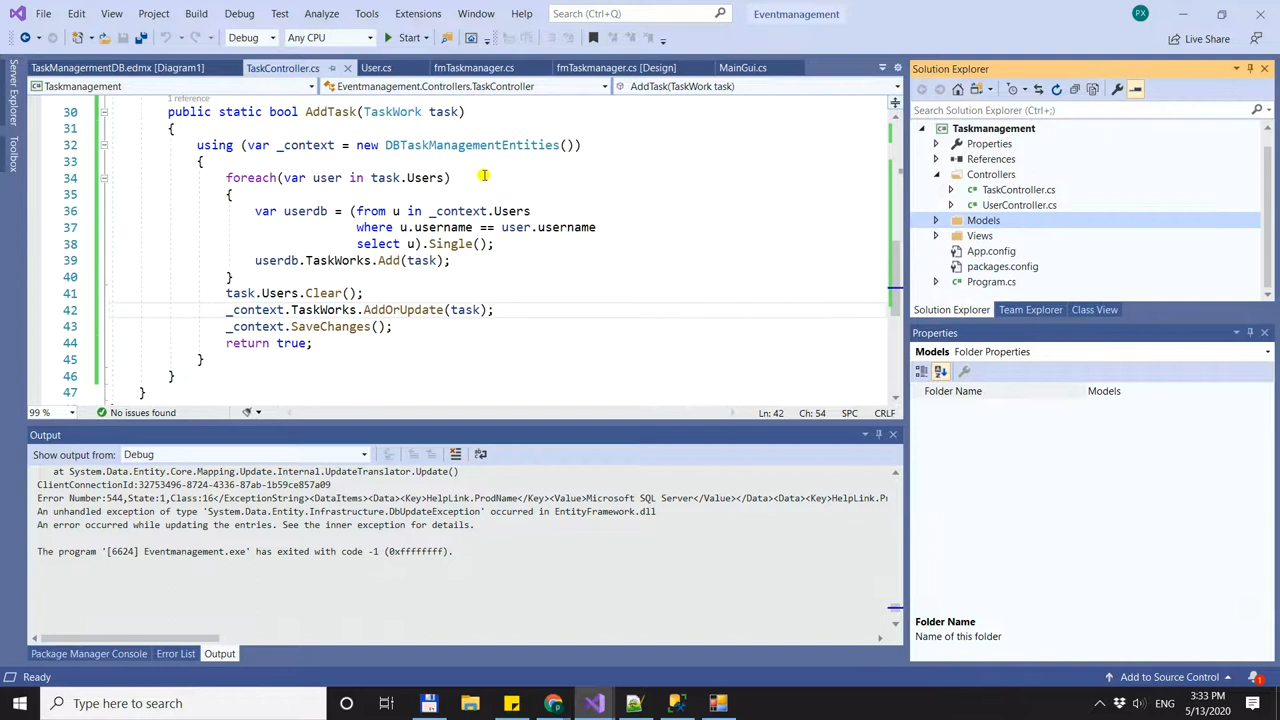 File Edit View Project Build Debug Test Analyze Tools Extensions Window Help Search (Ctrl+Q) Eventmanagement PX
Debug Any CPU Start Live Share
TaskManagermentDB.edmx [Diagram1] TaskController.cs User.cs fmTaskmanager.cs fmTaskmanager.cs [Design] MainGui.cs
Taskmanagement Eventmanagement.Controllers.TaskController AddTask(TaskWork task)
Server Explorer
Toolbox
1 reference
30 public static bool AddTask(TaskWork task)
31 {
32 using (var _context = new DBTaskManagementEntities())
33 {
34 foreach(var user in task.Users)
35 {
36 var userdb = (from u in _context.Users
37 where u.username == user.username
38 select u).Single();
39 userdb.TaskWorks.Add(task);
40 }
41 task.Users.Clear();
42 _context.TaskWorks.AddOrUpdate(task);
43 _context.SaveChanges();
44 return true;
45 }
46 }
47 }
99 % No issues found Ln: 42 Ch: 54 SPC CRLF
Output
Show output from: Debug
at System.Data.Entity.Core.Mapping.Update.Internal.UpdateTranslator.Update()
ClientConnectionId:32753496-8724-4336-87ab-1b59ce857a09
Error Number:544,State:1,Class:16</ExceptionString><DataItems><Data><Key>HelpLink.ProdName</Key><Value>Microsoft SQL Server</Value></Data><Data><Key>HelpLink.Pr
An unhandled exception of type 'System.Data.Entity.Infrastructure.DbUpdateException' occurred in EntityFramework.dll
An error occurred while updating the entries. See the inner exception for details.
The program '[6624] Eventmanagement.exe' has exited with code -1 (0xffffffff).
Package Manager Console Error List Output
Solution Explorer
Search Solution Explorer (Ctrl+;)
Taskmanagement
Properties
References
Controllers
TaskController.cs
UserController.cs
Models
Views
App.config
packages.config
Program.cs
Solution Explorer Team Explorer Class View
Properties
Models Folder Properties
Folder Name Models
Folder Name
Name of this folder
Ready Add to Source Control 1
Type here to search ENG 3:33 PM
5/13/2020